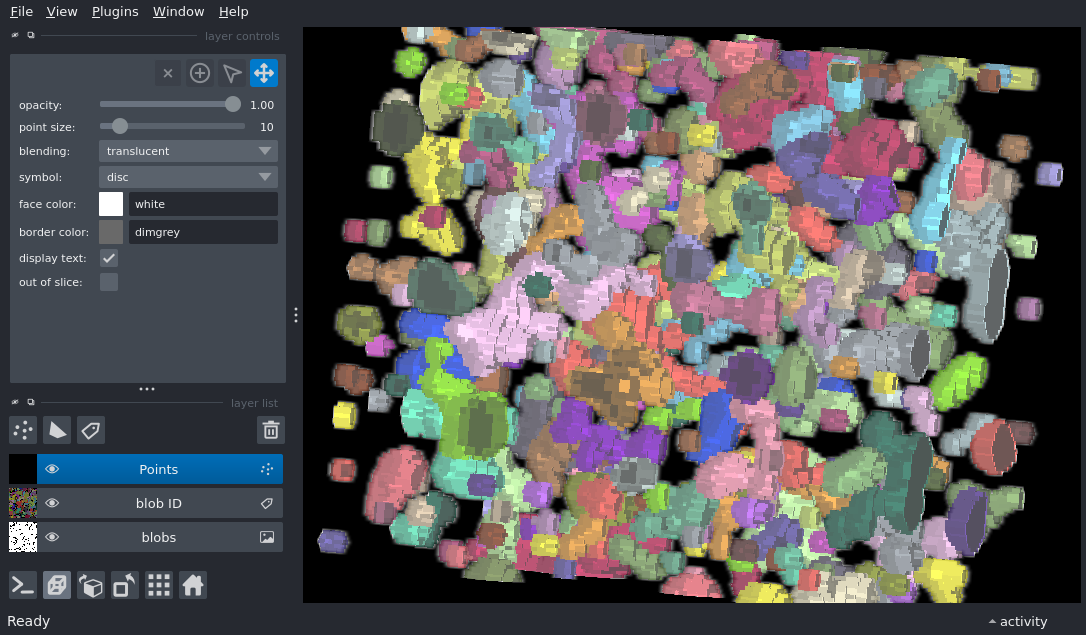 File View Plugins Window Help
layer controls
opacity: 1.00
point size: 10
blending: translucent
symbol: disc
face color: white
border color: dimgrey
display text:
out of slice:
layer list
Points
blob ID
blobs
Ready
activity